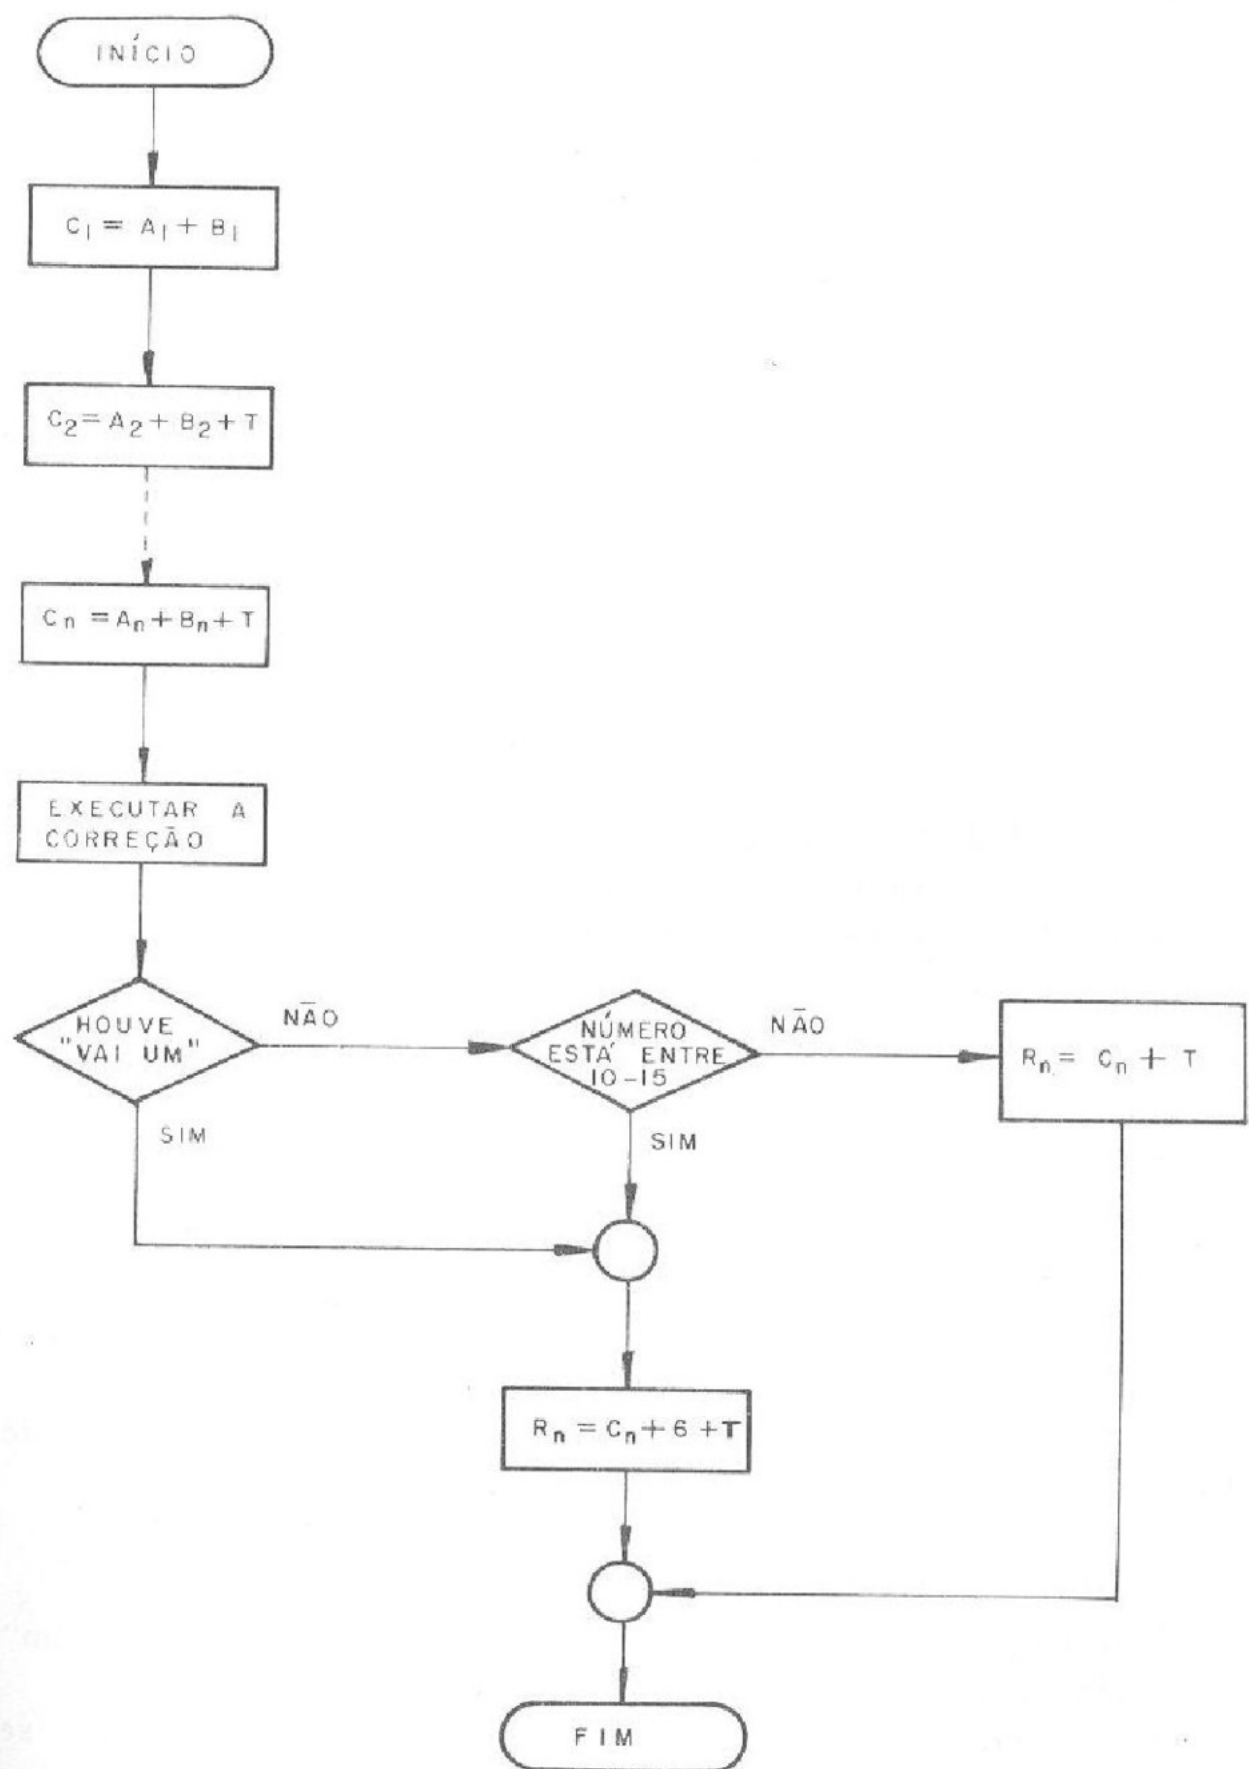 INÍCIO
C₁ = A₁ + B₁
C₂ = A₂ + B₂ + T
Cₙ = Aₙ + Bₙ + T
EXECUTAR A
CORREÇÃO
HOUVE
"VAI UM"
NÃO
SIM
NÚMERO
ESTÁ ENTRE
10-15
NÃO
SIM
Rₙ = Cₙ + T
Rₙ = Cₙ + 6 + T
FIM